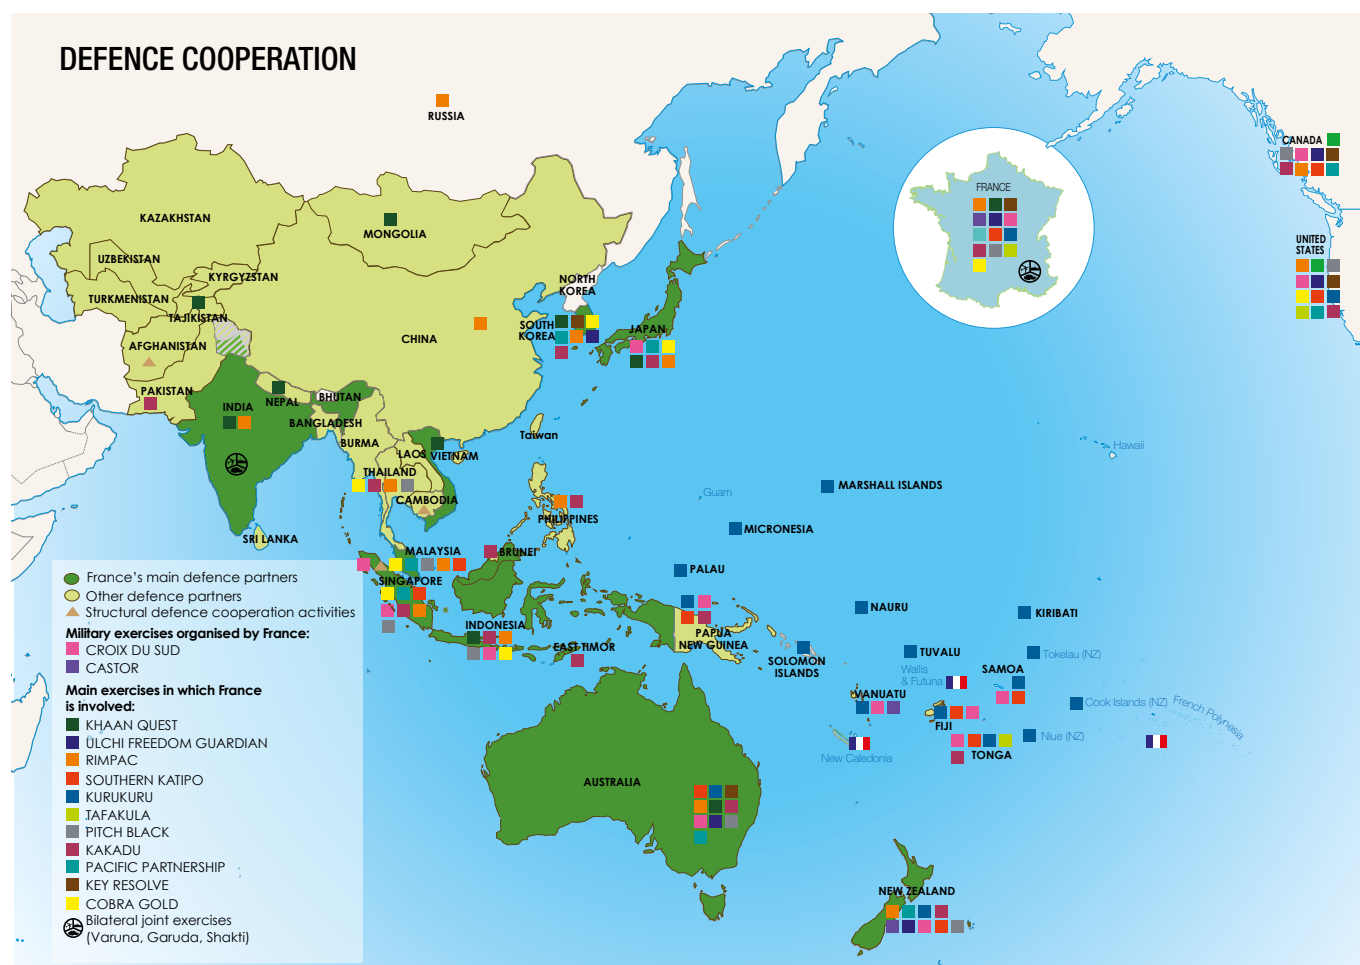 DEFENCE COOPERATION
RUSSIA
CANADA
FRANCE
KAZAKHSTAN
MONGOLIA
UNITED
STATES
UZBEKISTAN
KYRGYZSTAN
NORTH
KOREA
TURKMENISTAN
TAJIKISTAN
SOUTH
KOREA
JAPAN
CHINA
AFGHANISTAN
PAKISTAN
NEPAL
BHUTAN
INDIA
BANGLADESH
BURMA
Taiwan
Hawaii
LAOS
VIETNAM
THAILAND
CAMBODIA
MARSHALL ISLANDS
Guam
PHILIPPINES
MICRONESIA
SRI LANKA
MALAYSIA
BRUNEI
PALAU
SINGAPORE
NAURU
KIRIBATI
INDONESIA
PAPUA
NEW GUINEA
EAST TIMOR
SOLOMON
ISLANDS
TUVALU
Tokelau (NZ)
Wallis
& Futuna
SAMOA
VANUATU
Cook Islands (NZ)
French Polynesia
FIJI
Niue (NZ)
TONGA
New Caledonia
AUSTRALIA
NEW ZEALAND
France's main defence partners
Other defence partners
Structural defence cooperation activities
Military exercises organised by France:
CROIX DU SUD
CASTOR
Main exercises in which France
is involved:
KHAAN QUEST
ULCHI FREEDOM GUARDIAN
RIMPAC
SOUTHERN KATIPO
KURUKURU
TAFAKULA
PITCH BLACK
KAKADU
PACIFIC PARTNERSHIP
KEY RESOLVE
COBRA GOLD
Bilateral joint exercises
(Varuna, Garuda, Shakti)